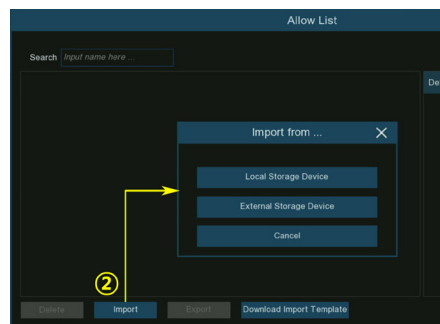 Allow List
Search Input name here ...
De
Import from ...
Local Storage Device
External Storage Device
Cancel
2
Delete Import Export Download Import Template